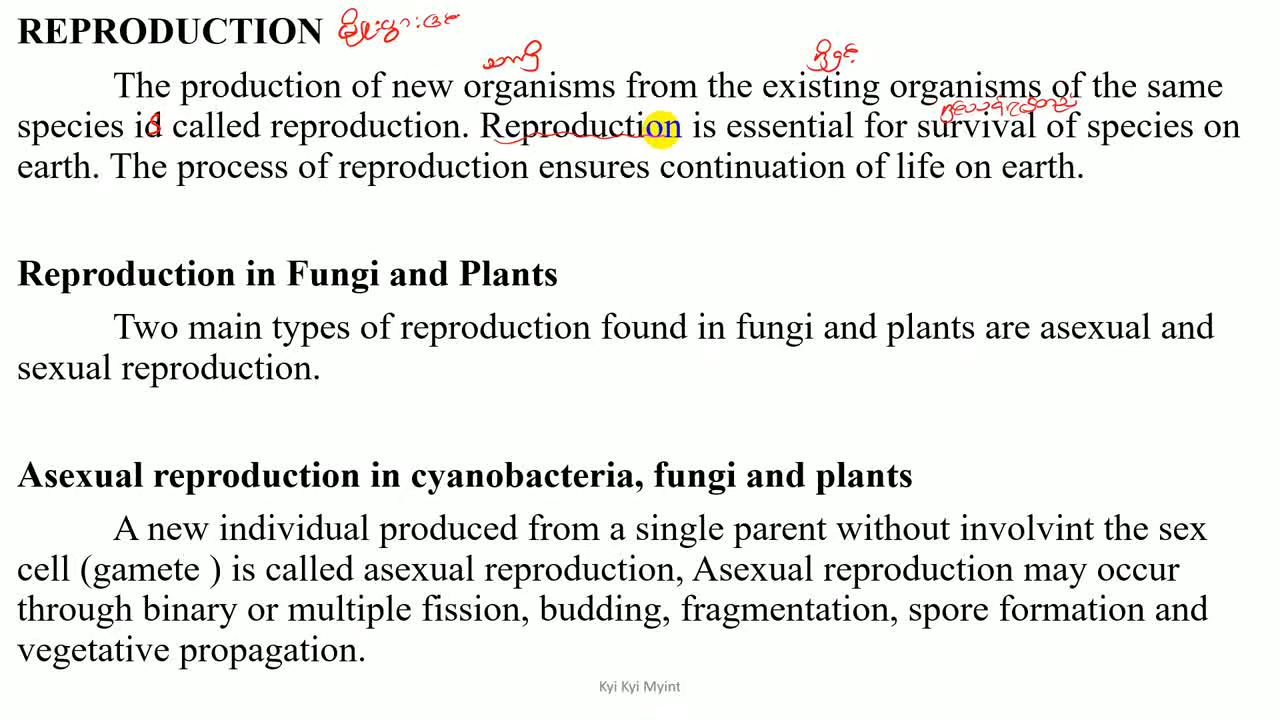 REPRODUCTION မျိုးပွားခြင်း
The production of new organisms from the existing organisms of the same
species id called reproduction. Reproduction is essential for survival of species on
earth. The process of reproduction ensures continuation of life on earth.
Reproduction in Fungi and Plants
Two main types of reproduction found in fungi and plants are asexual and
sexual reproduction.
Asexual reproduction in cyanobacteria, fungi and plants
A new individual produced from a single parent without involvint the sex
cell (gamete ) is called asexual reproduction, Asexual reproduction may occur
through binary or multiple fission, budding, fragmentation, spore formation and
vegetative propagation.
Kyi Kyi Myint